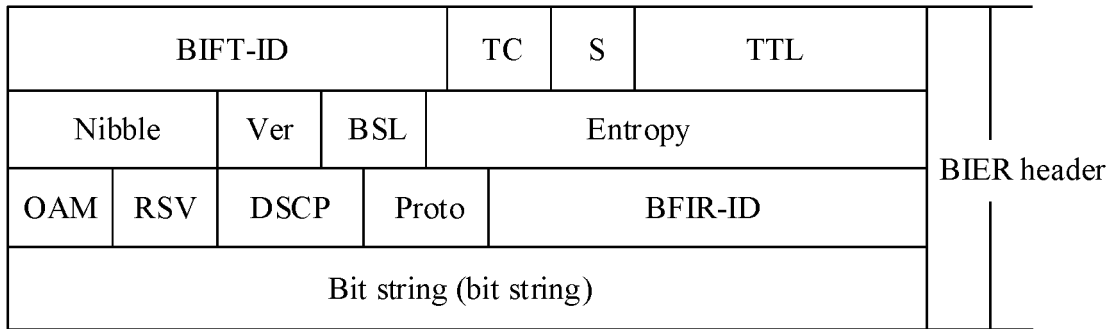 BIFT-ID TC S TTL
Nibble Ver BSL Entropy
BIER header
OAM RSV DSCP Proto BFIR-ID
Bit string (bit string)